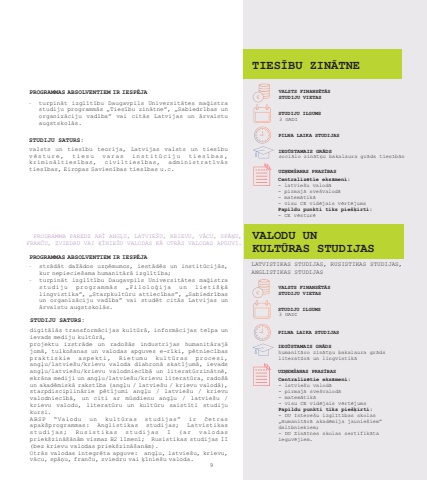 TIESĪBU ZINĀTNE
PROGRAMMAS ABSOLVENTIEM IR IESPĒJA
- turpināt izglītību Daugavpils Universitātes maģistra
studiju programmās „Tiesību zinātne”, „Sabiedrības un
organizāciju vadība” vai citās Latvijas un ārvalstu
augstskolās.
STUDIJU SATURS:
valsts un tiesību teorija, Latvijas valsts un tiesību
vēsture, tiesu varas institūciju tiesības,
krimināltiesības, civiltiesības, administratīvās
tiesības, Eiropas Savienības tiesības u.c.
VALSTS FINANSĒTĀS
STUDIJU VIETAS
STUDIJU ILGUMS
3 GADI
PILNA LAIKA STUDIJAS
IEGŪSTAMAIS GRĀDS
sociālo zinātņu bakalaura grāds tiesībās
UZŅEMŠANAS PRASĪBAS
Centralizētie eksāmeni:
- latviešu valodā
- pirmajā svešvalodā
- matemātikā
- visu CE vidējais vērtējums
Papildu punkti tiks piešķirti:
- CE vēsturē
PROGRAMMA PAREDZ ARĪ ANGĻU, LATVIEŠU, KRIEVU, VĀCU, SPĀŅU,
FRANČU, ZVIEDRU VAI ĶĪNIEŠU VALODAS KĀ OTRĀS VALODAS APGUVI.
VALODU UN
KULTŪRAS STUDIJAS
LATVISTIKAS STUDIJAS, RUSISTIKAS STUDIJAS,
ANGLISTIKAS STUDIJAS
PROGRAMMAS ABSOLVENTIEM IR IESPĒJA
- strādāt dažādos uzņēmumos, iestādēs un institūcijās,
kur nepieciešama humanitārā izglītība;
- turpināt izglītību Daugavpils Universitātes maģistra
studiju programmās „Filoloģija un lietišķā
lingvistika”, „Starpkultūru attiecības”, „Sabiedrības
un organizāciju vadība” vai studēt citās Latvijas un
ārvalstu augstskolās.
STUDIJU SATURS:
digitālās transformācijas kultūrā, informācijas telpa un
ievads mediju kultūrā,
projektu izstrāde un radošās industrijas humanitārajā
jomā, tulkošanas un valodas apguves e-rīki, pētniecības
praktiskie aspekti, Rietumu kultūras procesi,
angļu/latviešu/krievu valoda diahronā skatījumā, ievads
angļu/latviešu/krievu valodniecībā un literatūrzinātnē,
ekrāna mediji un angļu/latviešu/krievu literatūra, radošā
un akadēmiskā rakstība (angļu / latviešu / krievu valodā),
starpdisciplinārie pētījumi angļu / latviešu / krievu
valodniecībā, un citi ar mūsdienu angļu / latviešu /
krievu valodu, literatūru un kultūru saistīti studiju
kursi.
ABSP “Valodu un kultūras studijas” ir četras
apakšprogrammas: Anglistikas studijas; Latvistikas
studijas; Rusistikas studijas I (ar valodas
priekšzināšanām vismaz B2 līmenī; Rusistikas studijas II
(bez krievu valodas priekšzināšanām).
Otrās valodas integrēta apguve: angļu, latviešu, krievu,
vācu, spāņu, franču, zviedru vai ķīniešu valoda.
VALSTS FINANSĒTĀS
STUDIJU VIETAS
STUDIJU ILGUMS
3 GADI
PILNA LAIKA STUDIJAS
IEGŪSTAMAIS GRĀDS
humanitāro zinātņu bakalaura grāds
literatūrā un lingvistikā
UZŅEMŠANAS PRASĪBAS
Centralizētie eksāmeni:
- latviešu valodā
- pirmajā svešvalodā
- matemātikā
- visu CE vidējais vērtējums
Papildu punkti tiks piešķirti:
- DU Interešu izglītības skolas
„Humanitārā akadēmija jauniešiem”
dalībniekiem;
- DU Zinātnes skolas sertifikāta
ieguvējiem.
9